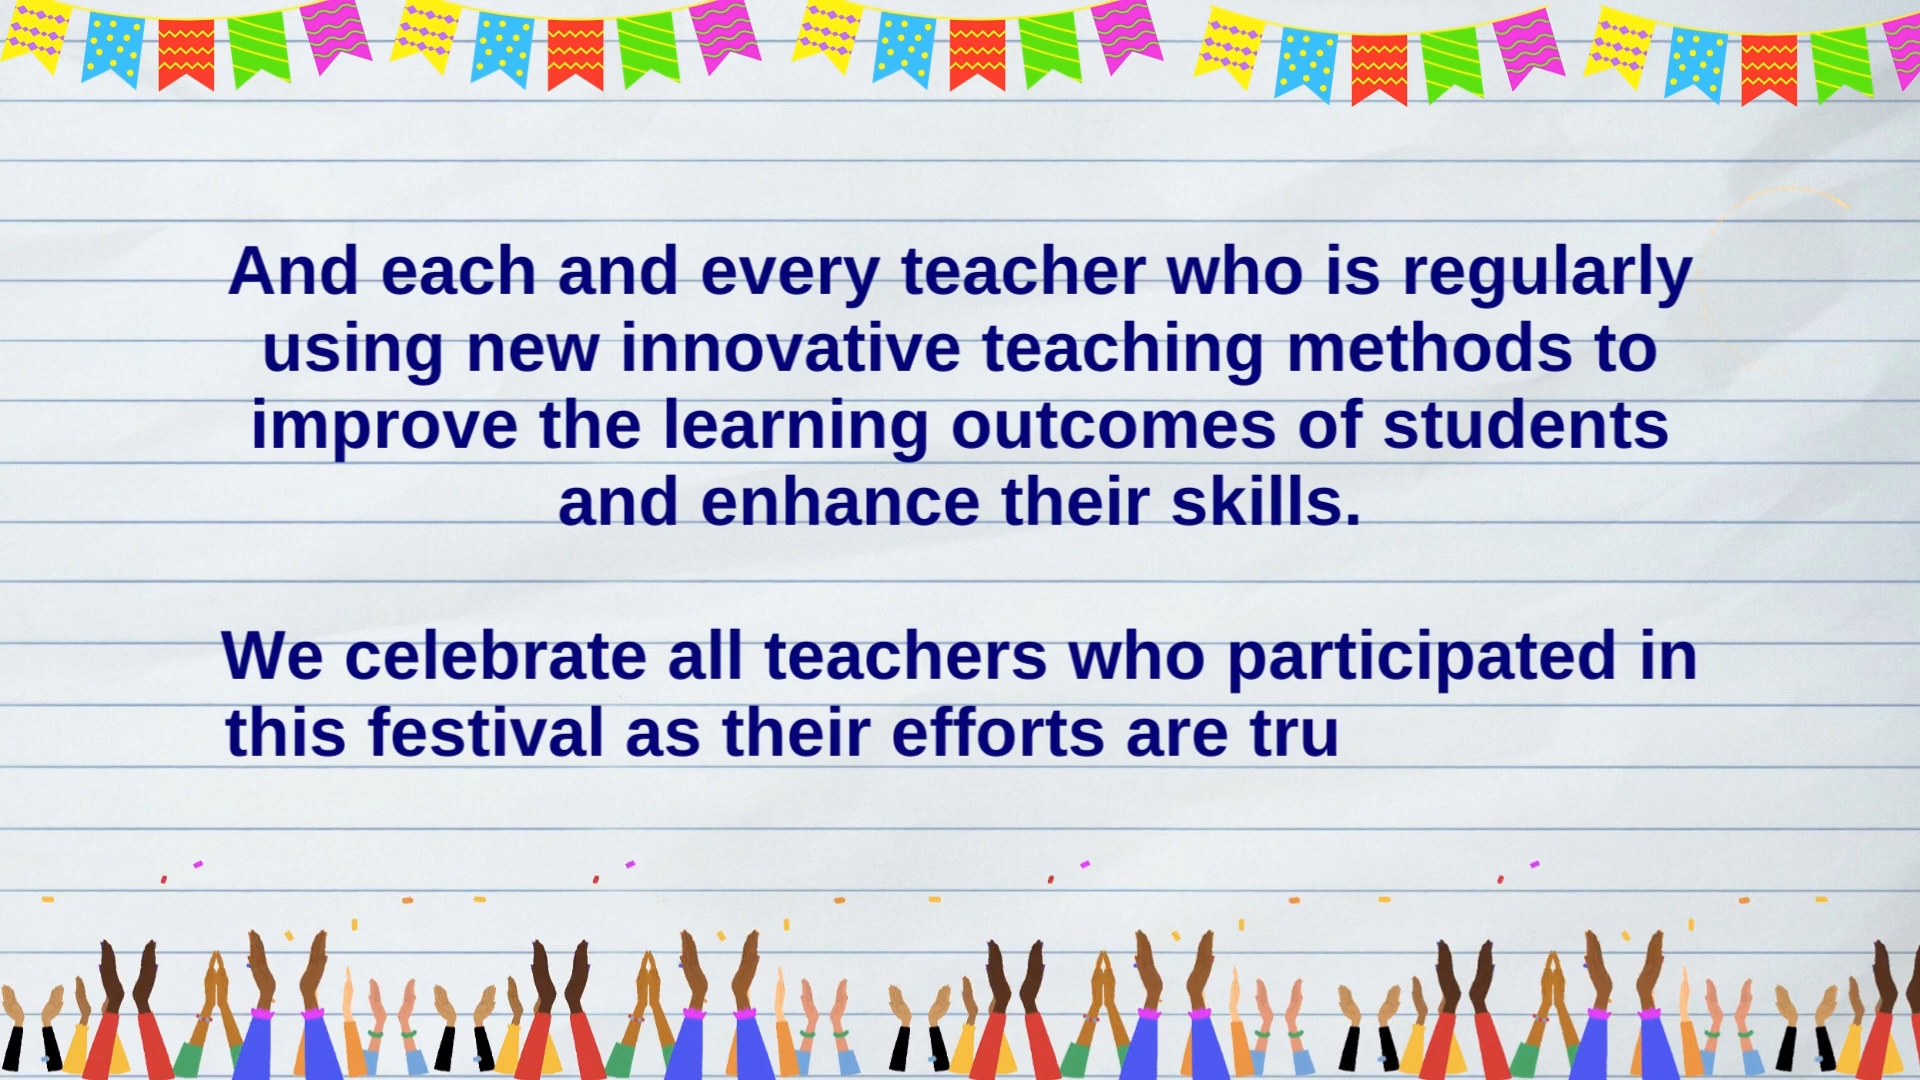 And each and every teacher who is regularly
using new innovative teaching methods to
improve the learning outcomes of students
and enhance their skills.
We celebrate all teachers who participated in
this festival as their efforts are tru